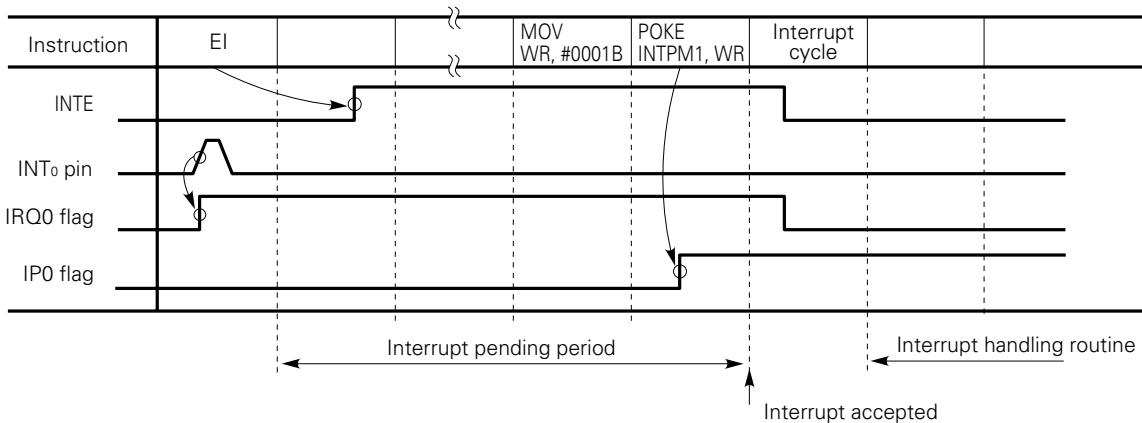 Instruction
EI
MOV
WR, #0001B
POKE
INTPM1, WR
Interrupt
cycle
INTE
INT0 pin
IRQ0 flag
IP0 flag
Interrupt pending period
Interrupt handling routine
Interrupt accepted